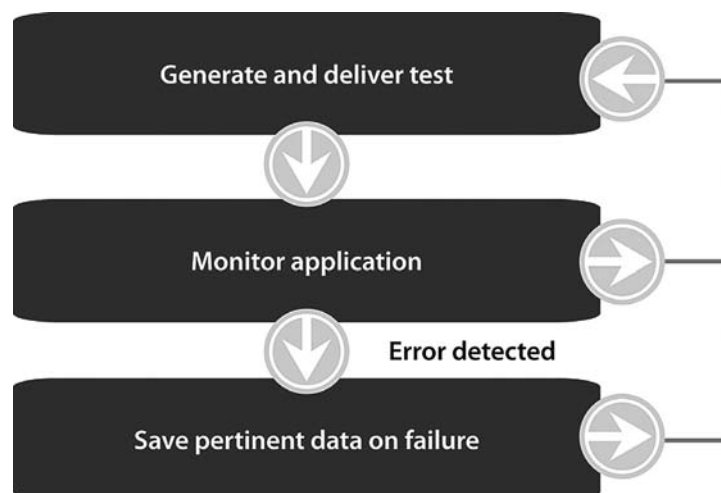 Generate and deliver test
Monitor application
Error detected
Save pertinent data on failure